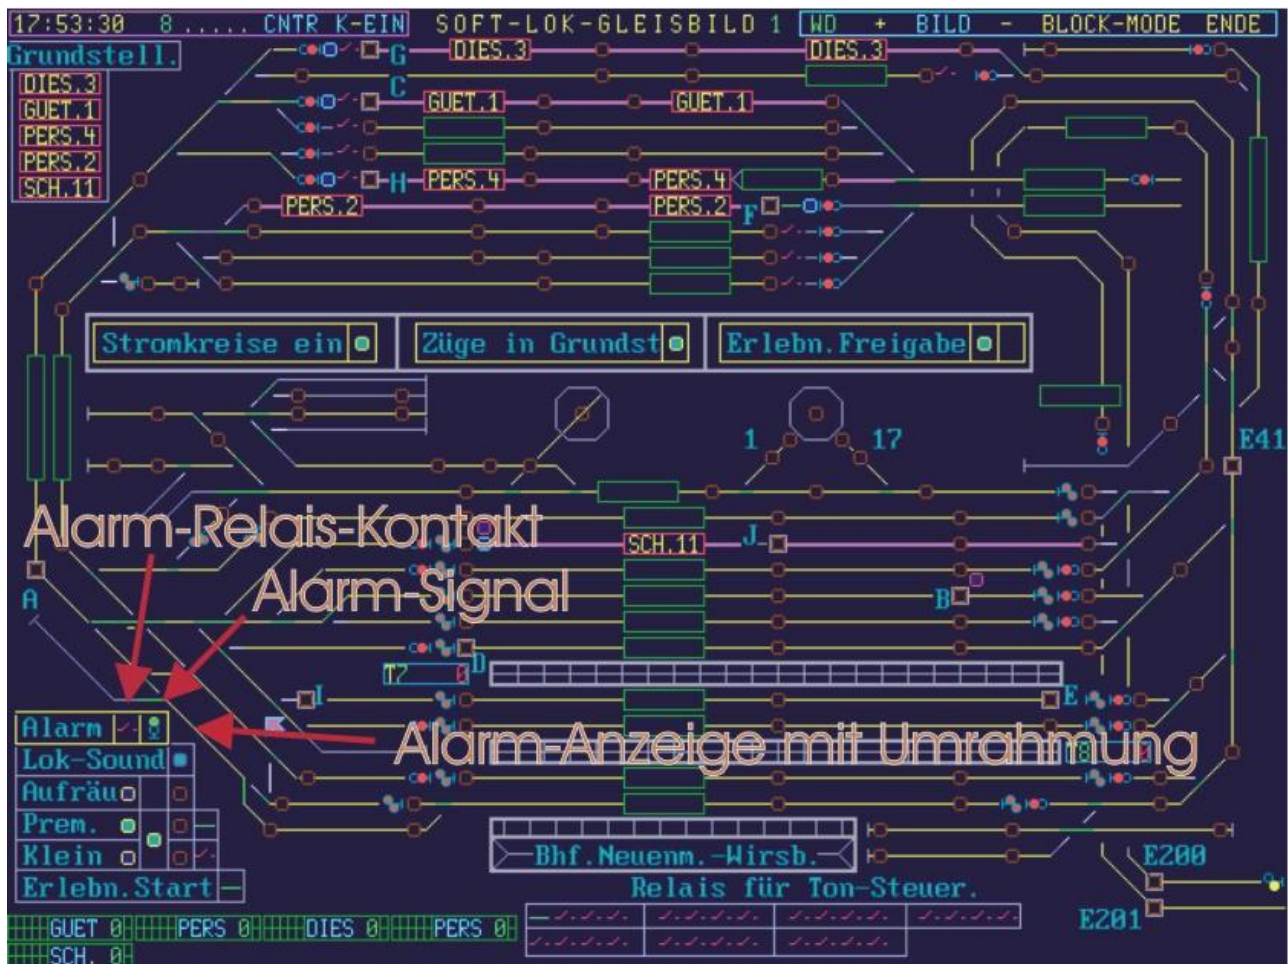 17:53:30 8..... CNTR K-EIN SOFT-LOK-GLEISBILD 1 WD + BILD - BLOCK-MODE ENDE
Grundstell.
DIES.3
GUET.1
PERS.4
PERS.2
SCH.11
G DIES.3 DIES.3
C
GUET.1 GUET.1
H PERS.4 PERS.4
PERS.2 PERS.2 F
Stromkreise ein Züge in Grundst Erlebn.Freigabe
1 17 E41
Alarm-Relais-Kontakt
SCH.11 J
Alarm-Signal
A B
D
T7 0
I E
Alarm
Alarm-Anzeige mit Umrahmung
T8 0
Lok-Sound
Aufräu
Prem.
Klein
Bhf.Neuenm.-Wirsb.
E200
Erlebn.Start
Relais für Ton-Steuer.
E201
GUET 0 PERS 0 DIES 0 PERS 0
SCH. 0